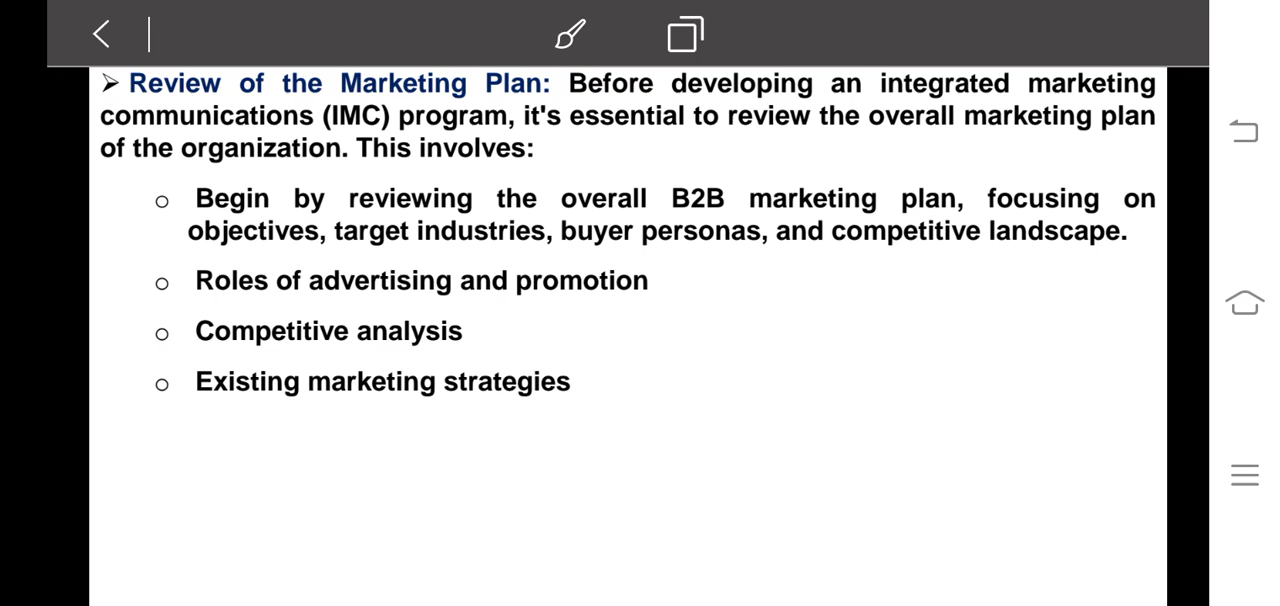 ➢ Review of the Marketing Plan: Before developing an integrated marketing
communications (IMC) program, it's essential to review the overall marketing plan
of the organization. This involves:
o Begin by reviewing the overall B2B marketing plan, focusing on
objectives, target industries, buyer personas, and competitive landscape.
o Roles of advertising and promotion
o Competitive analysis
o Existing marketing strategies